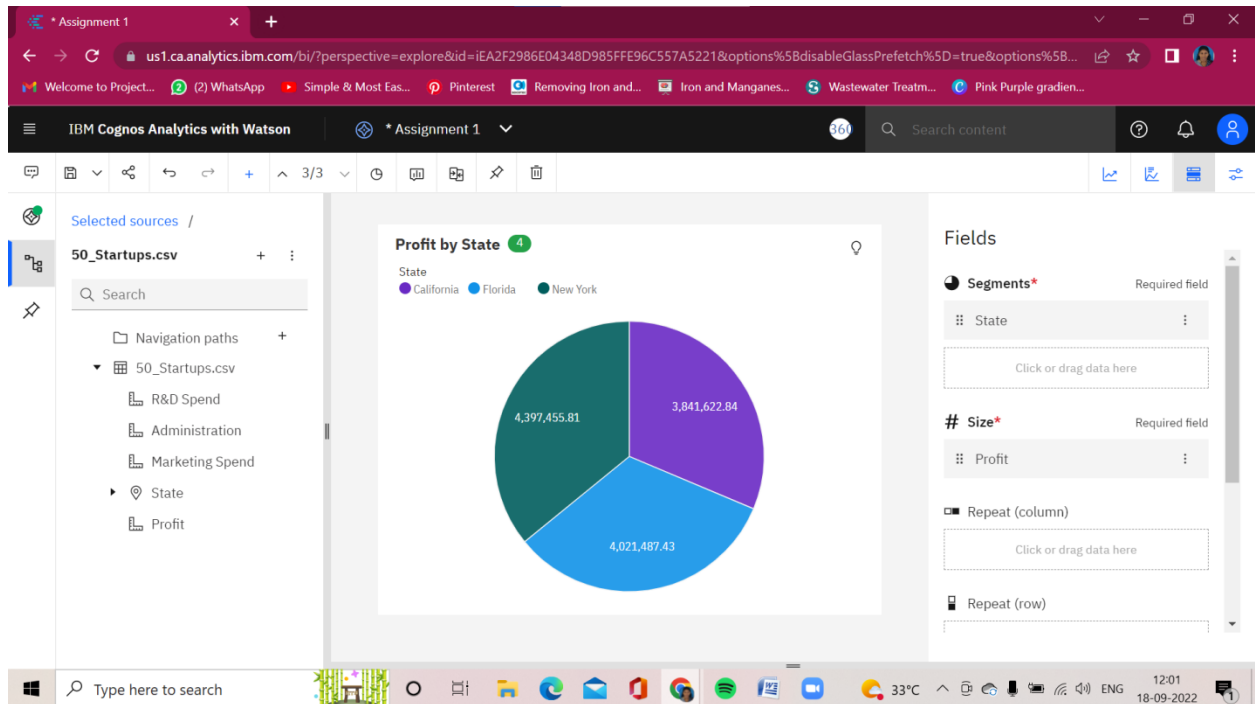 * Assignment 1
us1.ca.analytics.ibm.com/bi/?perspective=explore&id=iEA2F2986E04348D985FFE96C557A5221&options%5BdisableGlassPrefetch%5D=true&options%5B...
Welcome to Project... (2) WhatsApp Simple & Most Eas... Pinterest Removing Iron and... Iron and Manganes... Wastewater Treatm... Pink Purple gradien...
IBM Cognos Analytics with Watson * Assignment 1 360 Search content
3/3
Selected sources /
50_Startups.csv
Search
Navigation paths
50_Startups.csv
R&D Spend
Administration
Marketing Spend
State
Profit
Profit by State 4
State
California Florida New York
4,397,455.81
3,841,622.84
4,021,487.43
Fields
Segments* Required field
State
Click or drag data here
# Size* Required field
Profit
Repeat (column)
Click or drag data here
Repeat (row)
Type here to search
33°C ENG
12:01
18-09-2022
1